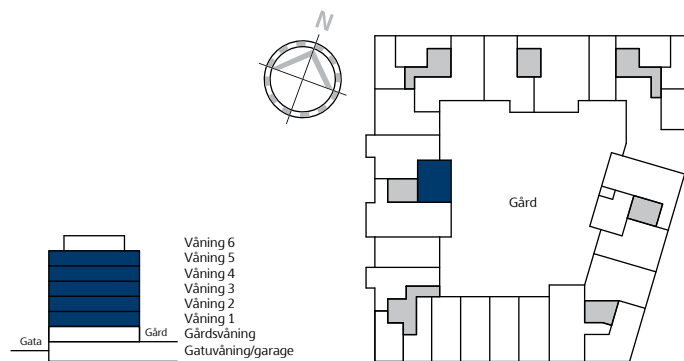 N
Gård
Våning 6
Våning 5
Våning 4
Våning 3
Våning 2
Våning 1
Gata
Gård
Gårdsvåning
Gatuvåning/garage